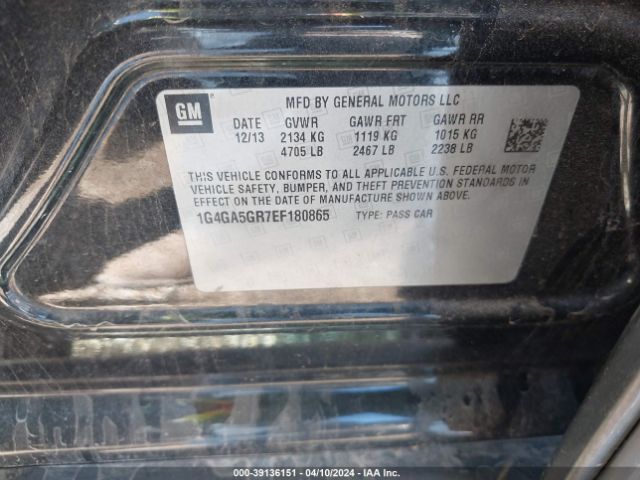 GM
MFD BY GENERAL MOTORS LLC
DATE GVWR GAWR FRT GAWR RR
12/13 2134 KG 1119 KG 1015 KG
4705 LB 2467 LB 2238 LB
THIS VEHICLE CONFORMS TO ALL APPLICABLE U.S. FEDERAL MOTOR
VEHICLE SAFETY, BUMPER, AND THEFT PREVENTION STANDARDS IN
EFFECT ON THE DATE OF MANUFACTURE SHOWN ABOVE.
1G4GA5GR7EF180865 TYPE: PASS CAR
000-39136151 — 04/10/2024 — IAA Inc.